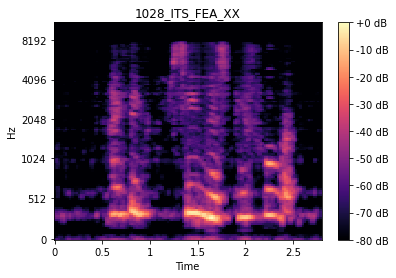 1028_ITS_FEA_XX
Hz
8192
4096
2048
1024
512
0
0
0.5
1
1.5
2
2.5
Time
+0 dB
-10 dB
-20 dB
-30 dB
-40 dB
-50 dB
-60 dB
-70 dB
-80 dB